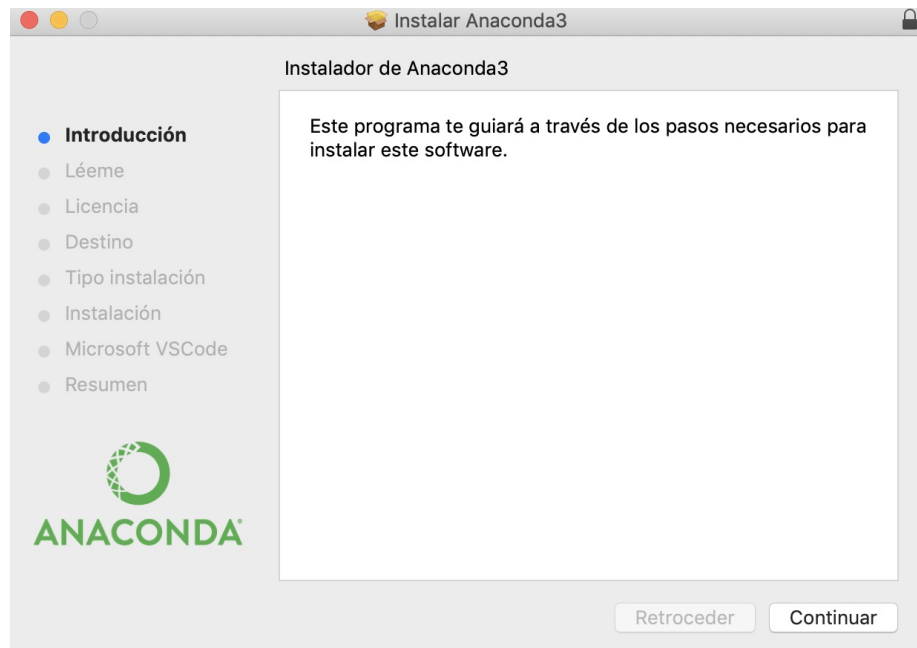 Instalar Anaconda3
Instalador de Anaconda3
Introducción
Léeme
Licencia
Destino
Tipo instalación
Instalación
Microsoft VSCode
Resumen
ANACONDA®
Este programa te guiará a través de los pasos necesarios para
instalar este software.
Retroceder
Continuar